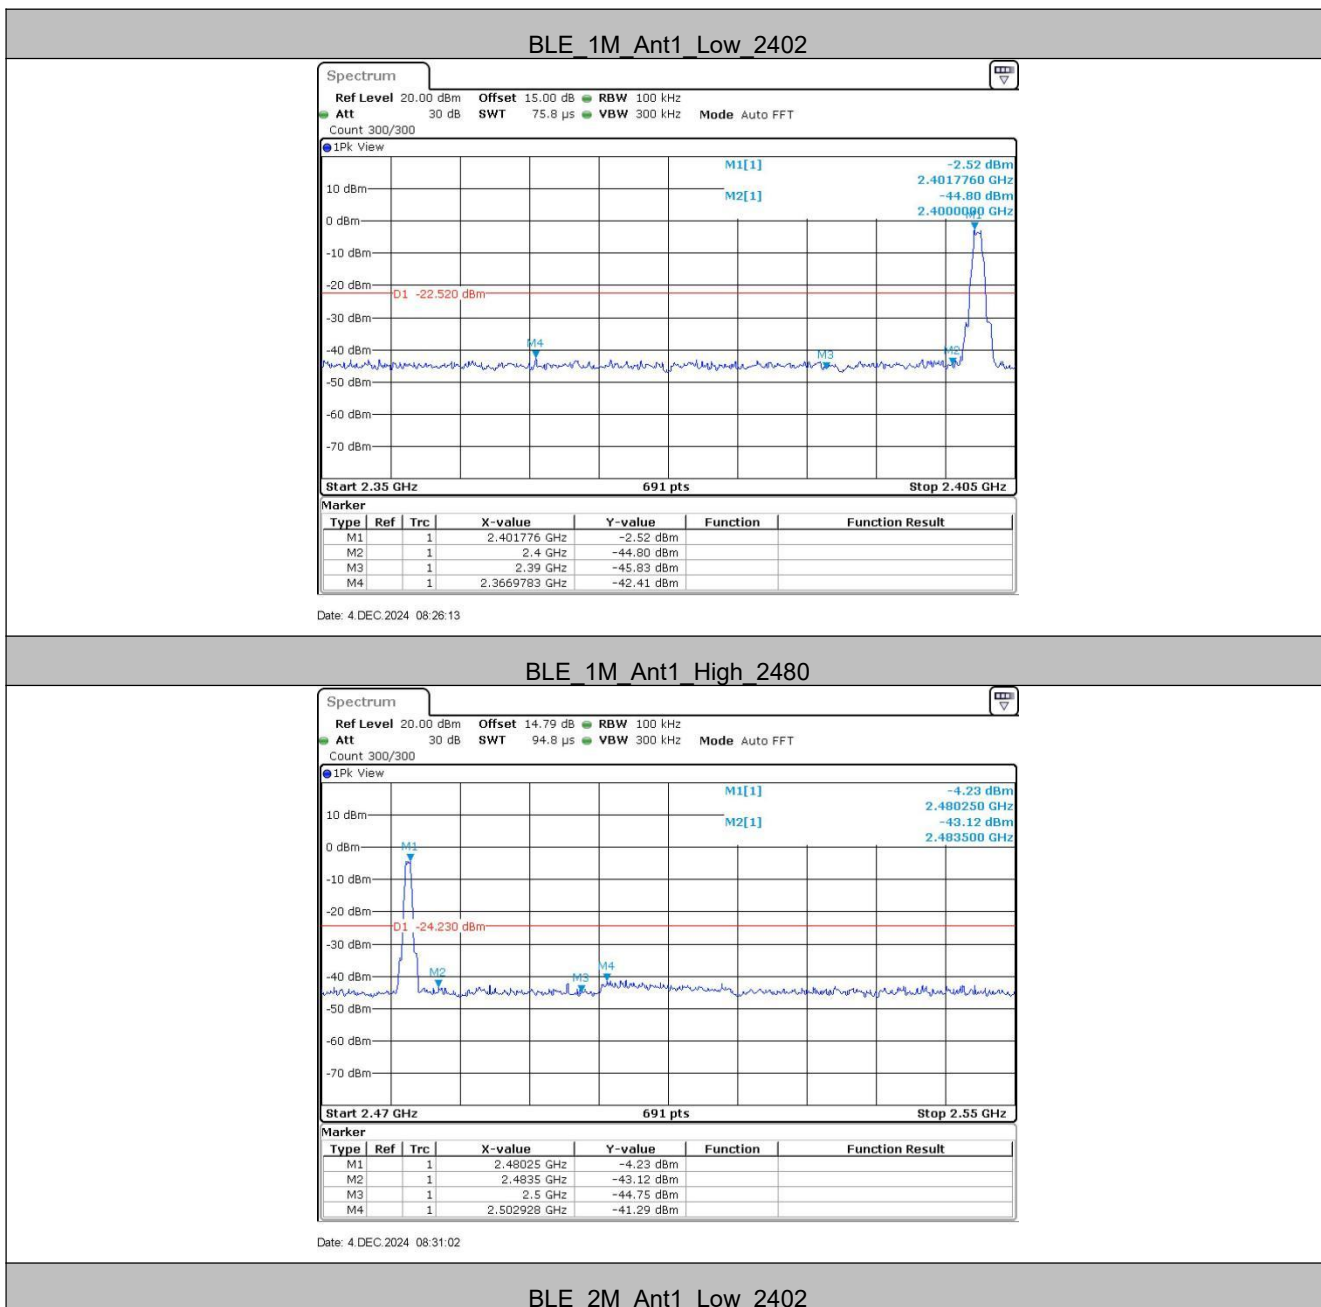 BLE_1M_Ant1_Low_2402
Spectrum
Ref Level 20.00 dBm Offset 15.00 dB RBW 100 kHz
Att 30 dB SWT 75.8 µs VBW 300 kHz Mode Auto FFT
Count 300/300
1Pk View
M1[1] -2.52 dBm
2.4017760 GHz
10 dBm
M2[1] -44.80 dBm
2.4000000 GHz
0 dBm
M1
-10 dBm
-20 dBm
D1 -22.520 dBm
-30 dBm
M4
-40 dBm
M3
M2
-50 dBm
-60 dBm
-70 dBm
Start 2.35 GHz 691 pts Stop 2.405 GHz
Marker
Type Ref Trc X-value Y-value Function Function Result
M1 1 2.401776 GHz -2.52 dBm
M2 1 2.4 GHz -44.80 dBm
M3 1 2.39 GHz -45.83 dBm
M4 1 2.3669783 GHz -42.41 dBm
Date: 4.DEC.2024 08:26:13
BLE_1M_Ant1_High_2480
Spectrum
Ref Level 20.00 dBm Offset 14.79 dB RBW 100 kHz
Att 30 dB SWT 94.8 µs VBW 300 kHz Mode Auto FFT
Count 300/300
1Pk View
M1[1] -4.23 dBm
2.480250 GHz
10 dBm
M2[1] -43.12 dBm
2.483500 GHz
0 dBm
M1
-10 dBm
-20 dBm
D1 -24.230 dBm
-30 dBm
M4
-40 dBm
M2
M3
-50 dBm
-60 dBm
-70 dBm
Start 2.47 GHz 691 pts Stop 2.55 GHz
Marker
Type Ref Trc X-value Y-value Function Function Result
M1 1 2.48025 GHz -4.23 dBm
M2 1 2.4835 GHz -43.12 dBm
M3 1 2.5 GHz -44.75 dBm
M4 1 2.502928 GHz -41.29 dBm
Date: 4.DEC.2024 08:31:02
BLE_2M_Ant1_Low_2402